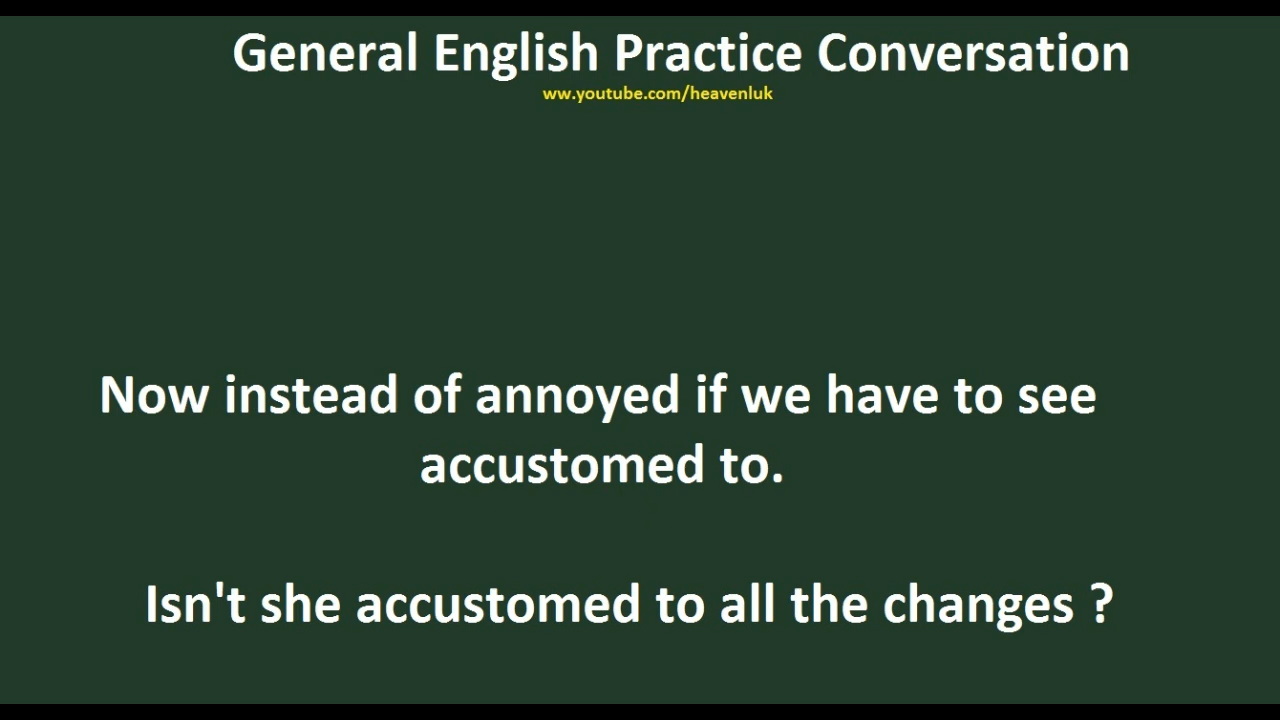 General English Practice Conversation
ww.youtube.com/heavenluk
Now instead of annoyed if we have to see
accustomed to.
Isn't she accustomed to all the changes ?